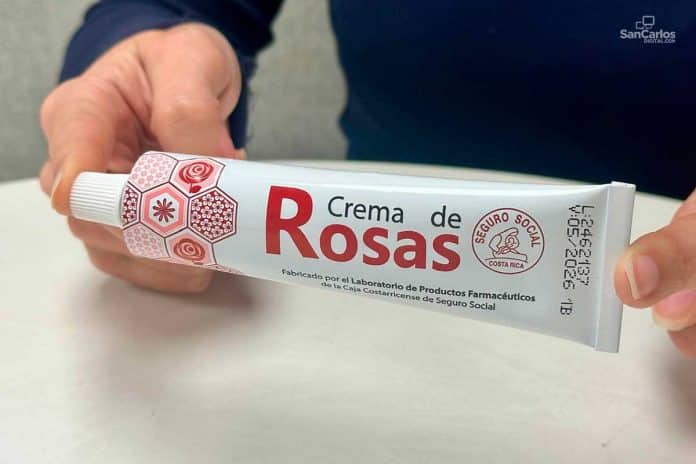 SanCarlos
DIGITAL.COM
Crema de
Rosas
Fabricado por el Laboratorio de Productos Farmacéuticos
de la Caja Costarricense de Seguro Social
SEGURO SOCIAL
COSTA RICA
L:2462137
V:05/2026 1B